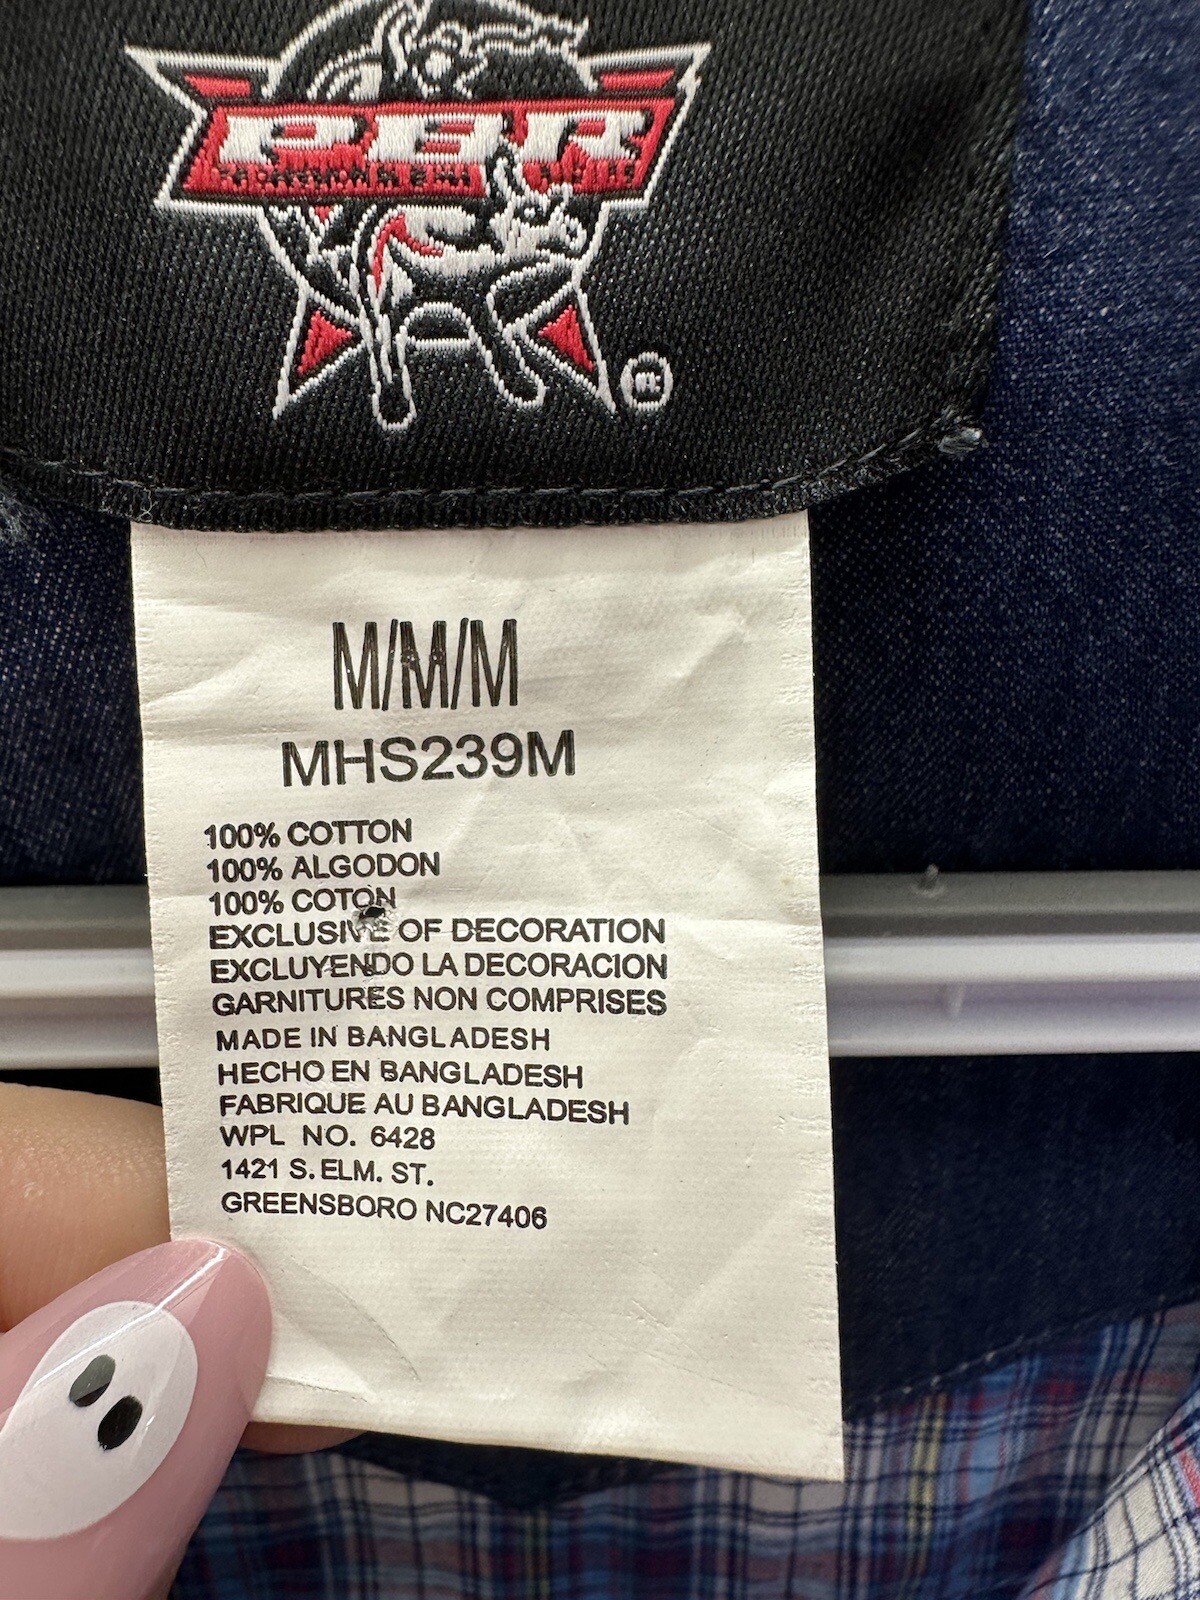 PBR
M/M/M
MHS239M
100% COTTON
100% ALGODON
100% COTON
EXCLUSIVE OF DECORATION
EXCLUYENDO LA DECORACION
GARNITURES NON COMPRISES
MADE IN BANGLADESH
HECHO EN BANGLADESH
FABRIQUE AU BANGLADESH
WPL NO. 6428
1421 S. ELM. ST.
GREENSBORO NC27406